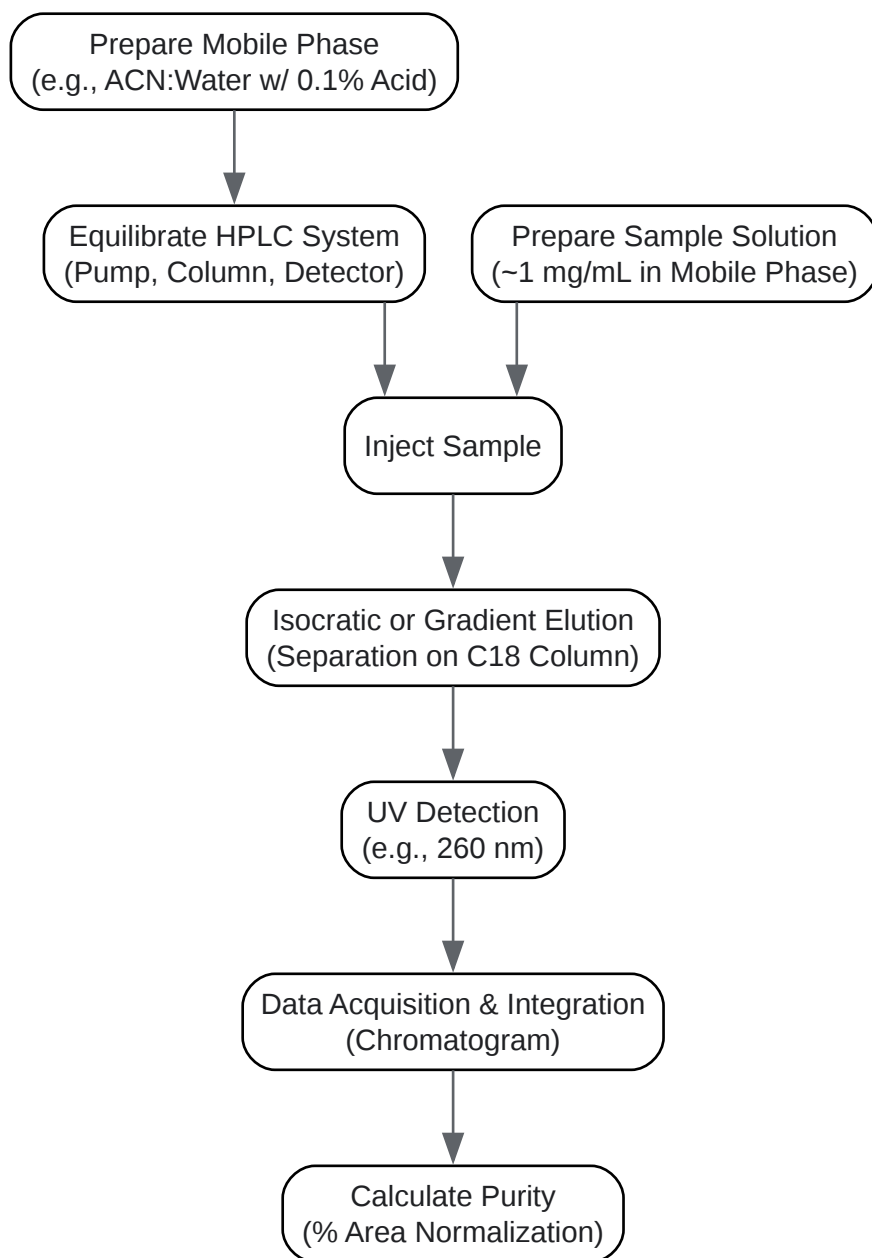 Prepare Mobile Phase
(e.g., ACN:Water w/ 0.1% Acid)
Equilibrate HPLC System
(Pump, Column, Detector)
Prepare Sample Solution
(~1 mg/mL in Mobile Phase)
Inject Sample
Isocratic or Gradient Elution
(Separation on C18 Column)
UV Detection
(e.g., 260 nm)
Data Acquisition & Integration
(Chromatogram)
Calculate Purity
(% Area Normalization)